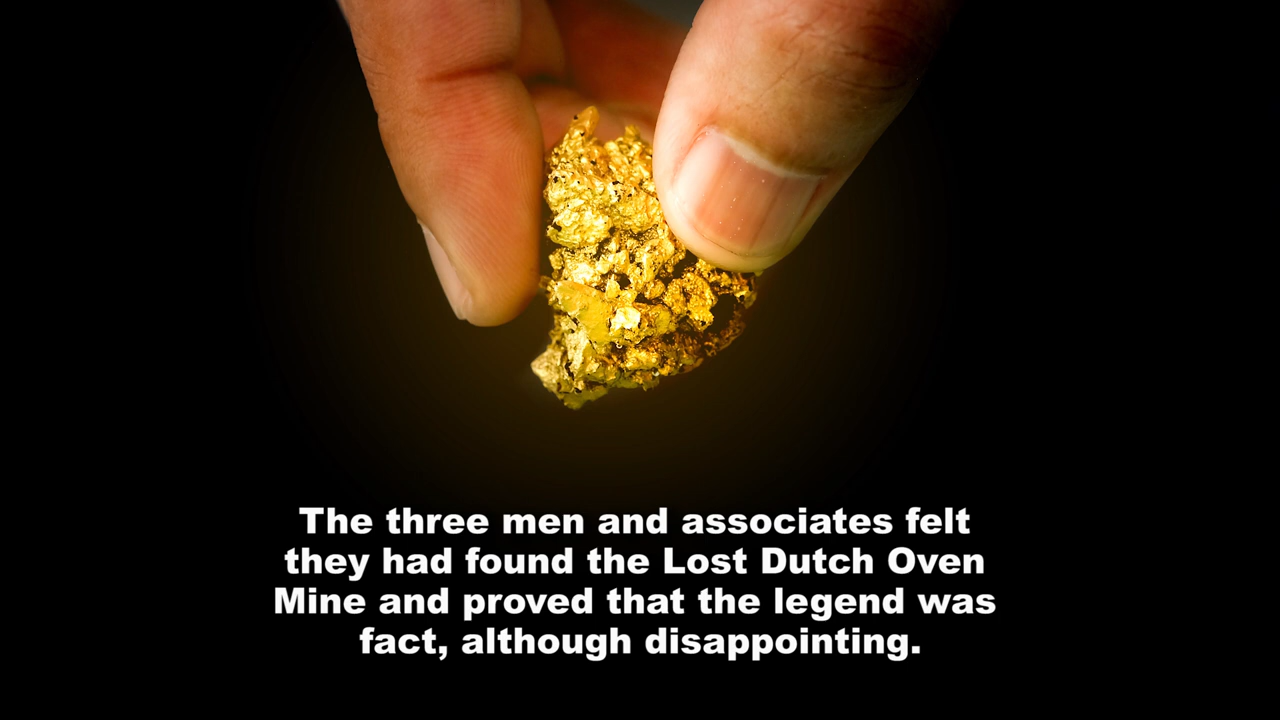 The three men and associates felt
they had found the Lost Dutch Oven
Mine and proved that the legend was
fact, although disappointing.